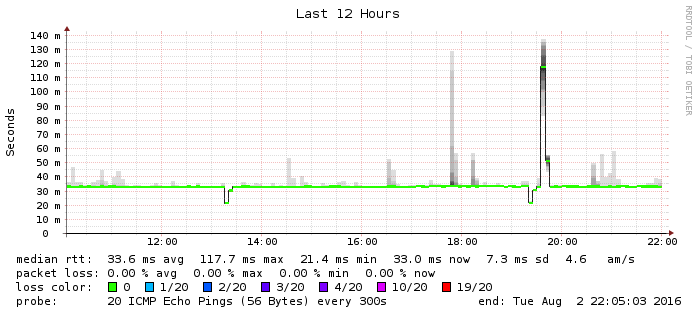 Last 12 Hours
RRDTOOL / TOBI OETIKER
Seconds
140 m
130 m
120 m
110 m
100 m
90 m
80 m
70 m
60 m
50 m
40 m
30 m
20 m
10 m
0
12:00 14:00 16:00 18:00 20:00 22:00
median rtt: 33.6 ms avg 117.7 ms max 21.4 ms min 33.0 ms now 7.3 ms sd 4.6 am/s
packet loss: 0.00 % avg 0.00 % max 0.00 % min 0.00 % now
loss color: 0 1/20 2/20 3/20 4/20 10/20 19/20
probe: 20 ICMP Echo Pings (56 Bytes) every 300s end: Tue Aug 2 22:05:03 2016